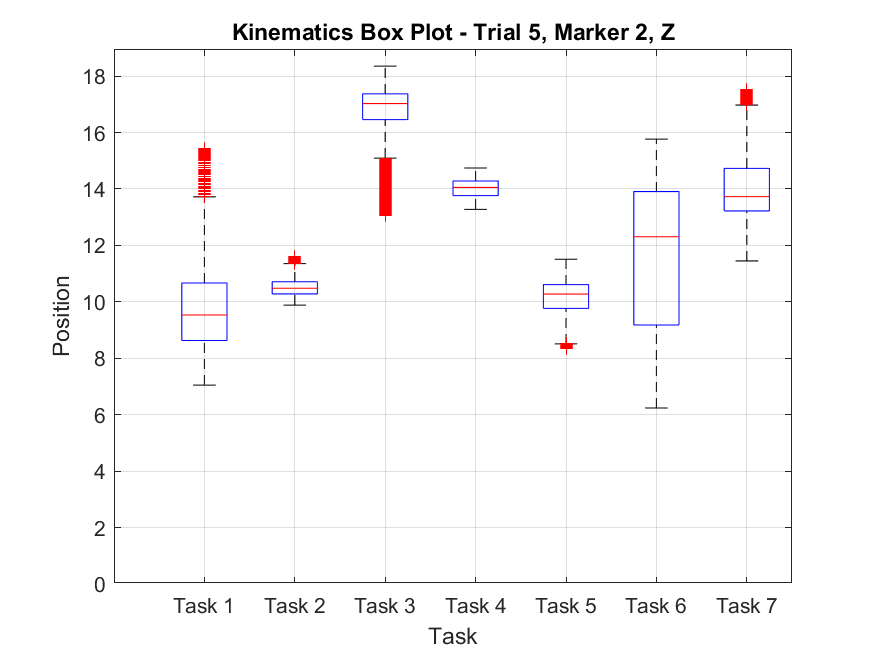 Kinematics Box Plot - Trial 5, Marker 2, Z
18
16
14
12
10
8
6
4
2
0
Position
Task 1 Task 2 Task 3 Task 4 Task 5 Task 6 Task 7
Task